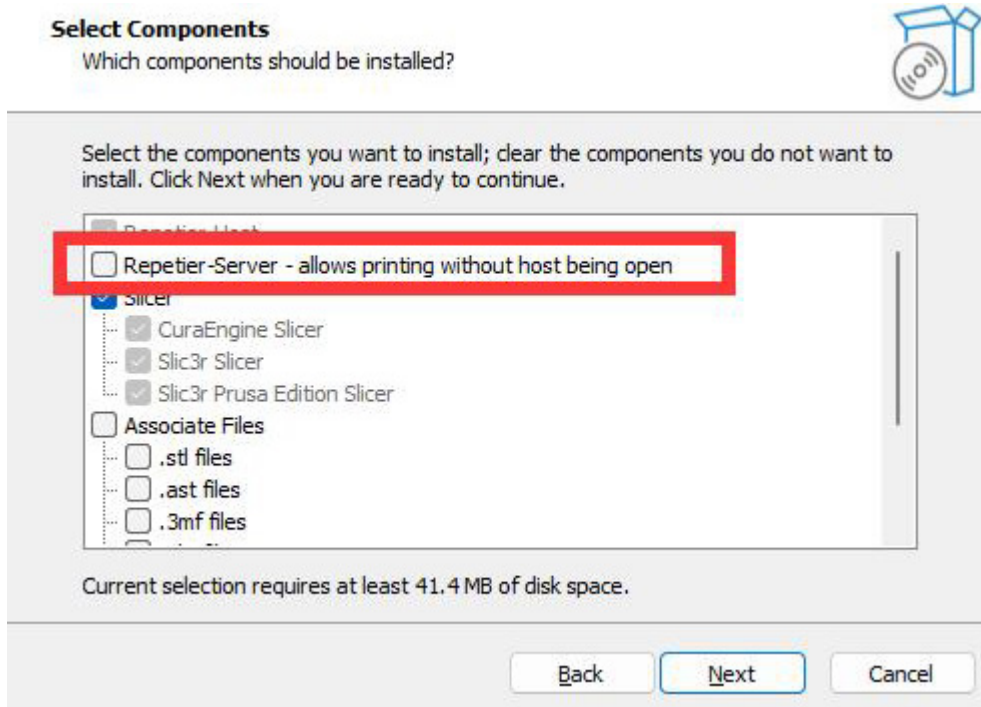 Select Components
Which components should be installed?
Select the components you want to install; clear the components you do not want to
install. Click Next when you are ready to continue.
Repetier-Host
Repetier-Server - allows printing without host being open
Slicer
CuraEngine Slicer
Slic3r Slicer
Slic3r Prusa Edition Slicer
Associate Files
.stl files
.ast files
.3mf files
Current selection requires at least 41.4 MB of disk space.
Back
Next
Cancel